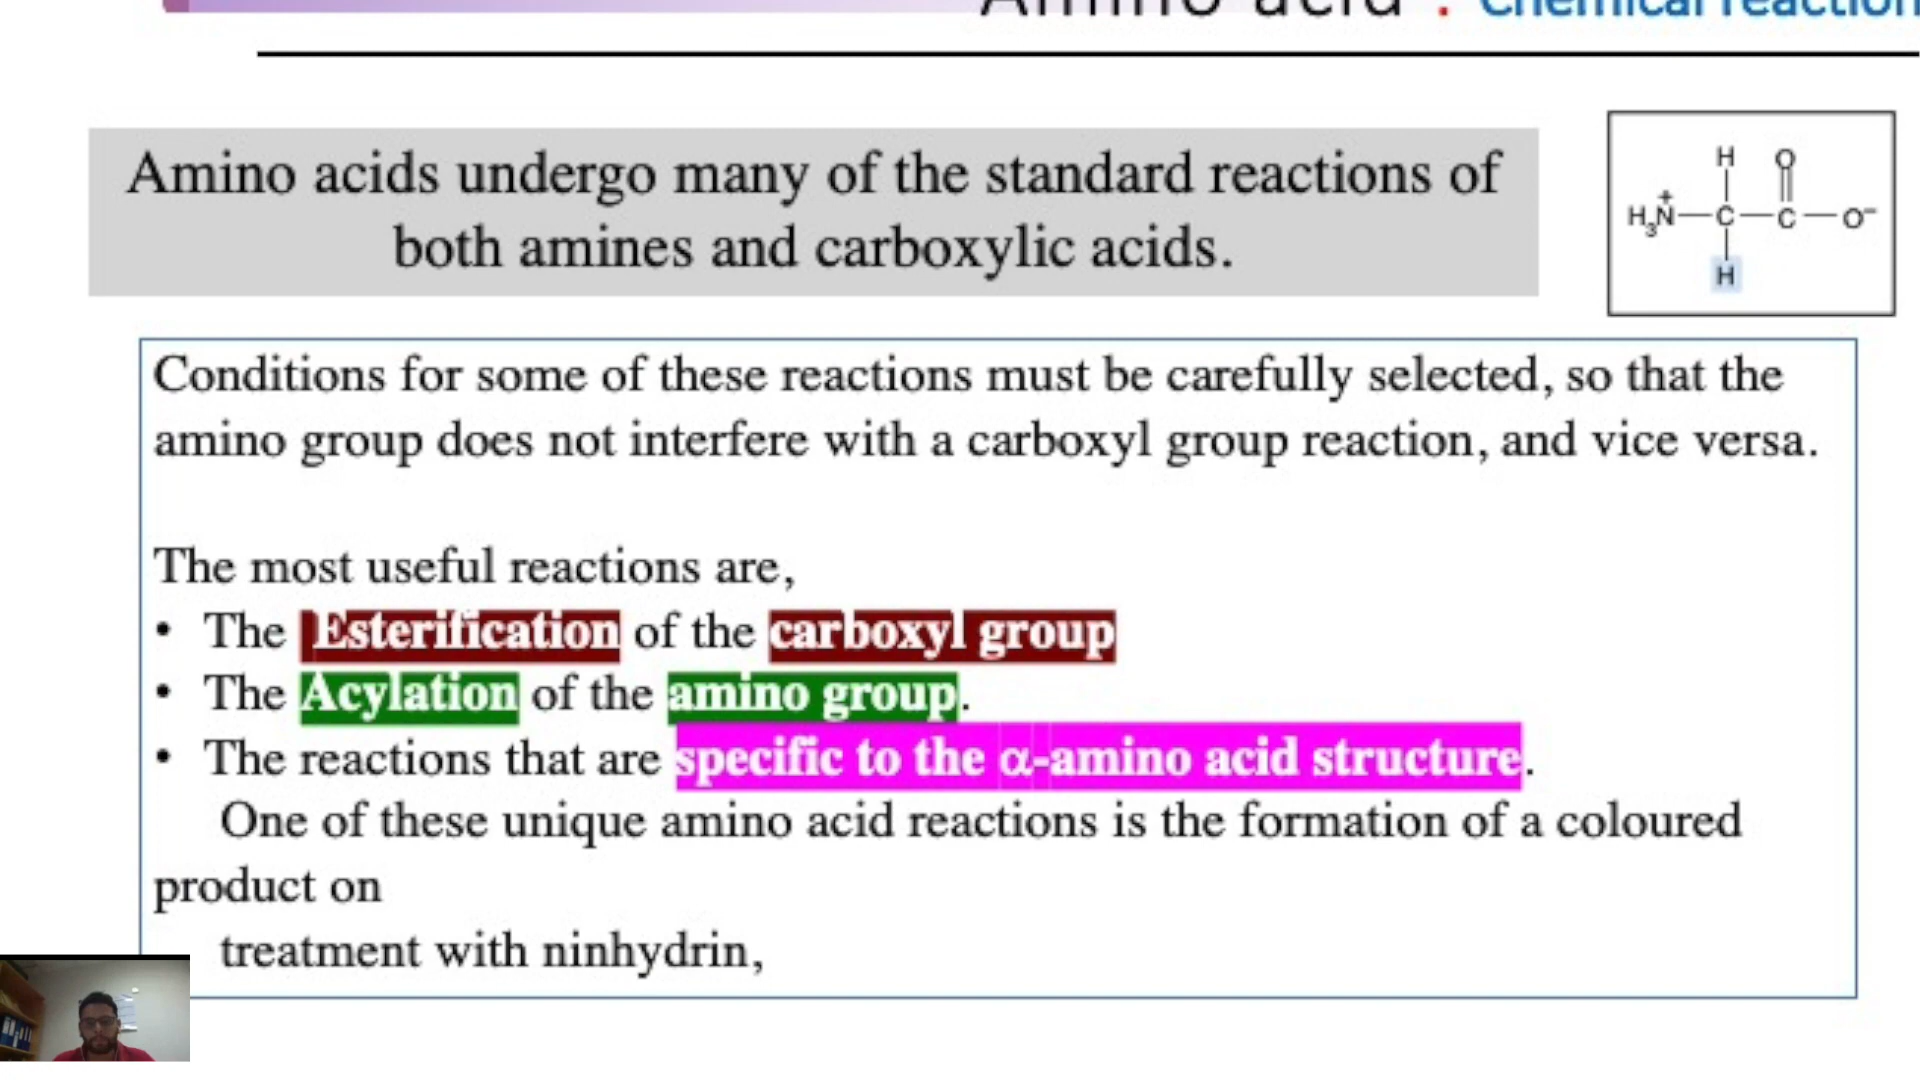 Amino acid : Chemical reaction
Amino acids undergo many of the standard reactions of
both amines and carboxylic acids.
H O
H₃N⁺—C—C—O⁻
H
Conditions for some of these reactions must be carefully selected, so that the
amino group does not interfere with a carboxyl group reaction, and vice versa.
The most useful reactions are,
• The Esterification of the carboxyl group
• The Acylation of the amino group.
• The reactions that are specific to the α-amino acid structure.
One of these unique amino acid reactions is the formation of a coloured
product on
treatment with ninhydrin,